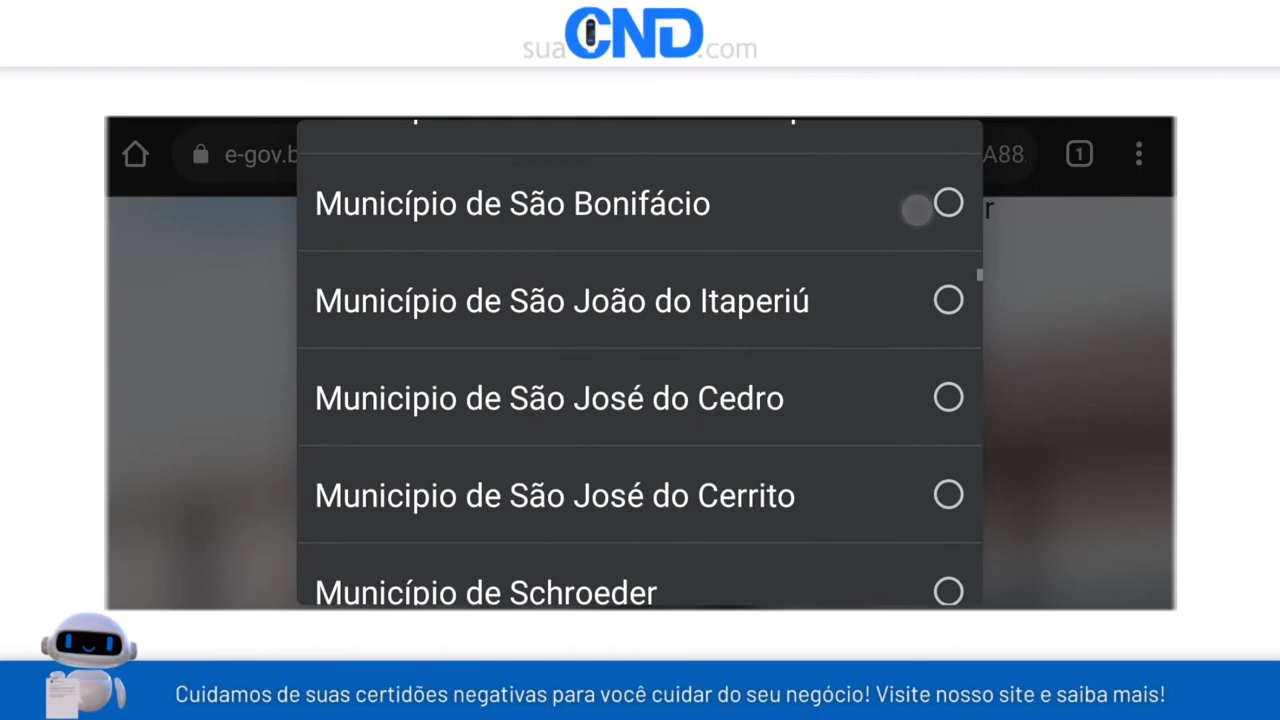 suaCND.com
e-gov.b
A88.
1
r
Município de São Bonifácio
Município de São João do Itaperiú
Municipio de São José do Cedro
Municipio de São José do Cerrito
Município de Schroeder
Cuidamos de suas certidões negativas para você cuidar do seu negócio! Visite nosso site e saiba mais!